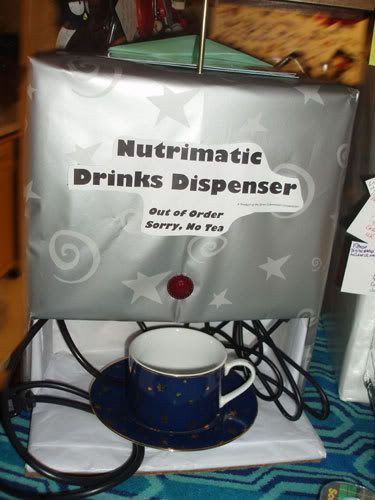 Nutrimatic
Drinks Dispenser
Out of Order
Sorry, No Tea